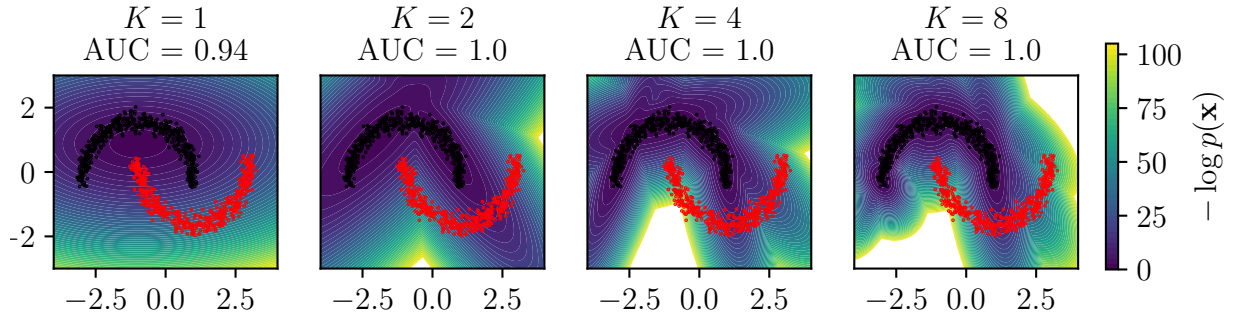 K = 1
AUC = 0.94
K = 2
AUC = 1.0
K = 4
AUC = 1.0
K = 8
AUC = 1.0
2
0
-2
−2.5 0.0 2.5
−2.5 0.0 2.5
−2.5 0.0 2.5
−2.5 0.0 2.5
100
75
50
25
0
− log p(x)